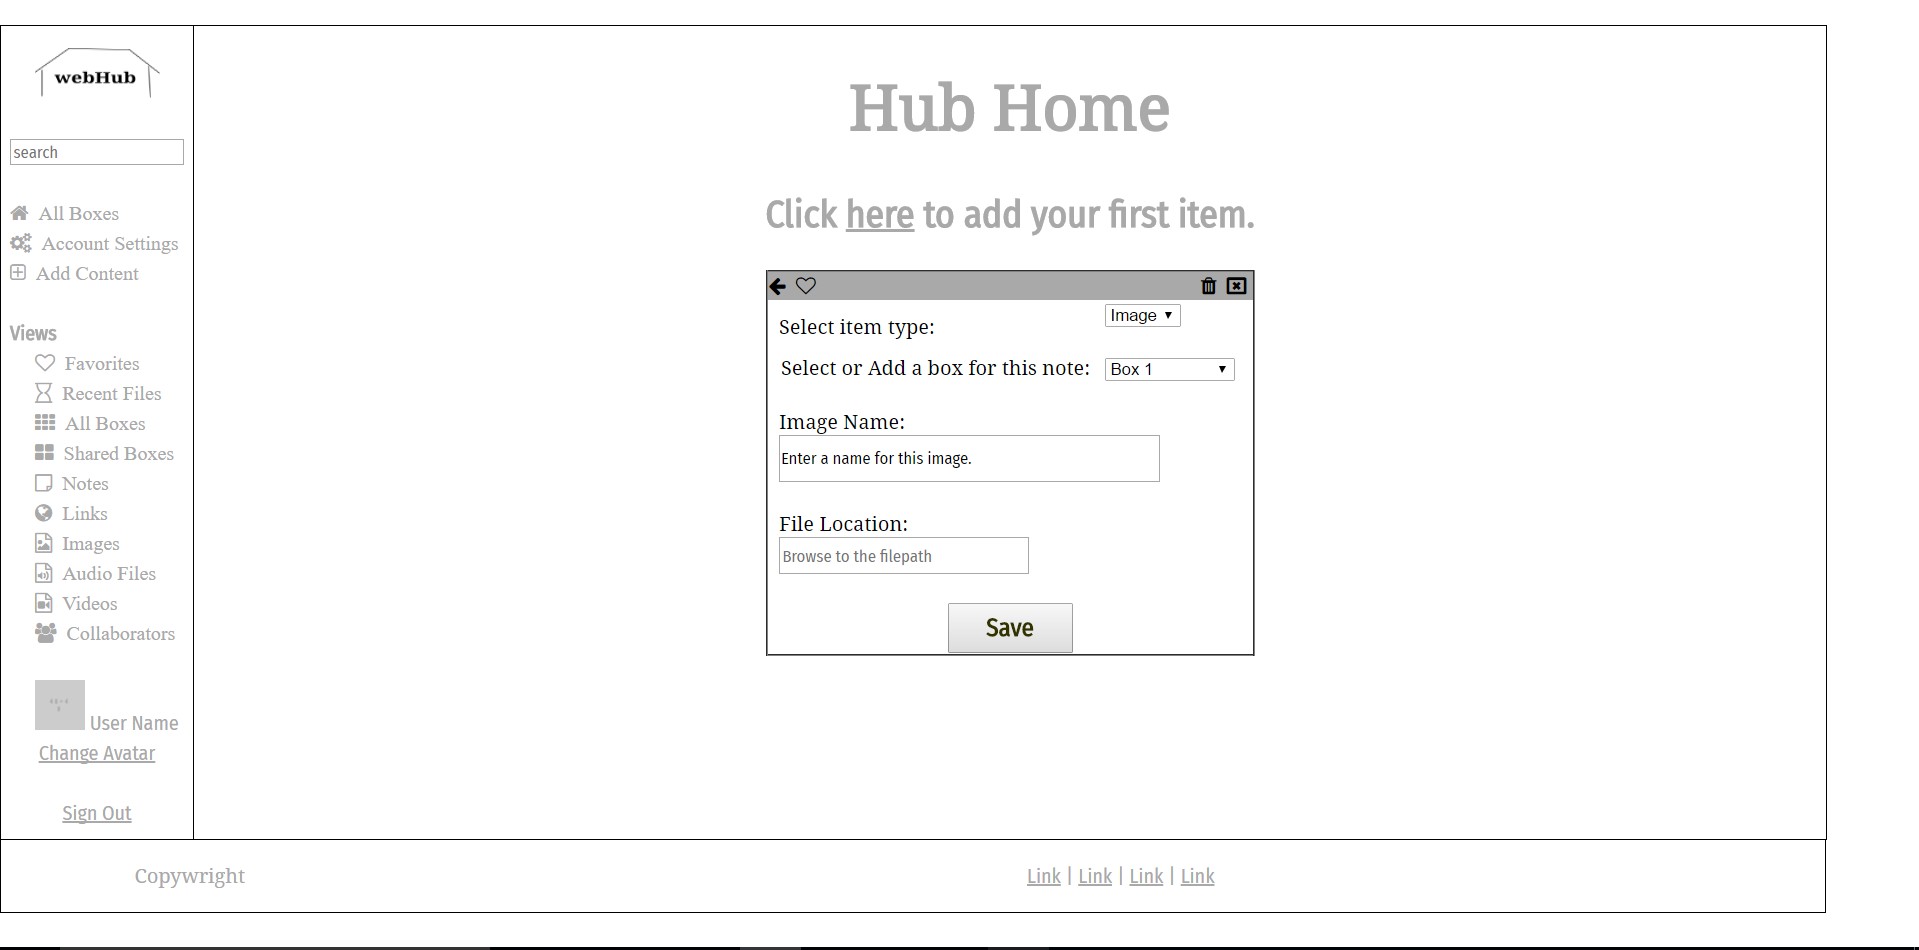 webHub
search
All Boxes
Account Settings
Add Content
Views
Favorites
Recent Files
All Boxes
Shared Boxes
Notes
Links
Images
Audio Files
Videos
Collaborators
User Name
Change Avatar
Sign Out
Hub Home
Click here to add your first item.
Select item type:
Image
Select or Add a box for this note:
Box 1
Image Name:
Enter a name for this image.
File Location:
Browse to the filepath
Save
Copywright
Link | Link | Link | Link